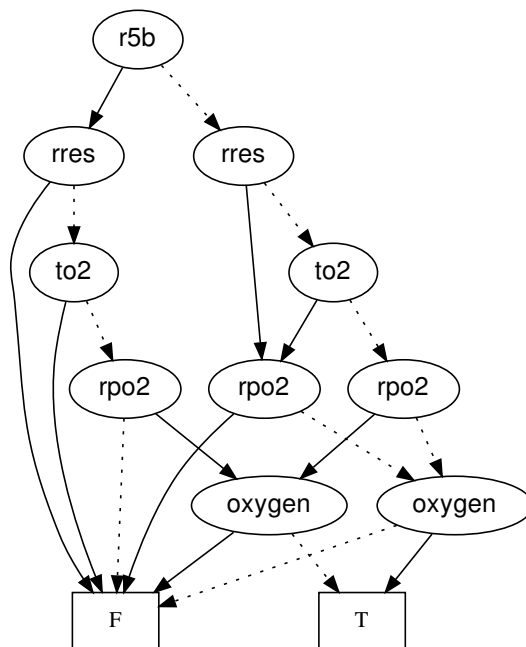 r5b
rres rres
to2 to2
rpo2 rpo2 rpo2
oxygen oxygen
F T